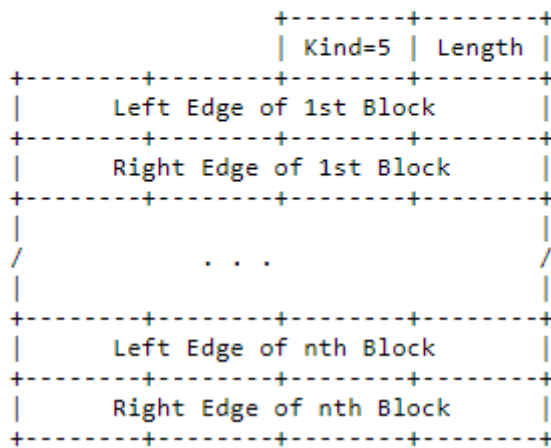 Kind=5 Length
Left Edge of 1st Block
Right Edge of 1st Block
. . .
Left Edge of nth Block
Right Edge of nth Block